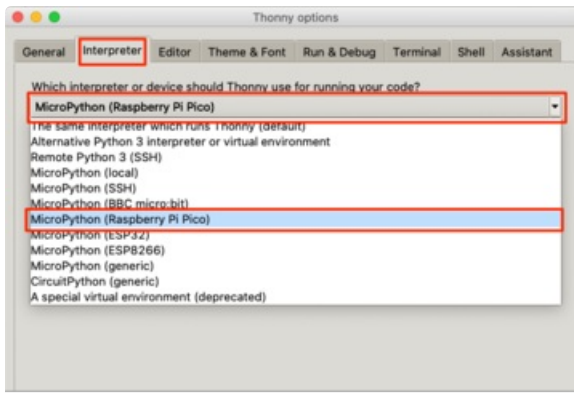 Thonny options
General Interpreter Editor Theme & Font Run & Debug Terminal Shell Assistant
Which interpreter or device should Thonny use for running your code?
MicroPython (Raspberry Pi Pico)
The same interpreter which runs Thonny (default)
Alternative Python 3 interpreter or virtual environment
Remote Python 3 (SSH)
MicroPython (local)
MicroPython (SSH)
MicroPython (BBC micro:bit)
MicroPython (Raspberry Pi Pico)
MicroPython (ESP32)
MicroPython (ESP8266)
MicroPython (generic)
CircuitPython (generic)
A special virtual environment (deprecated)